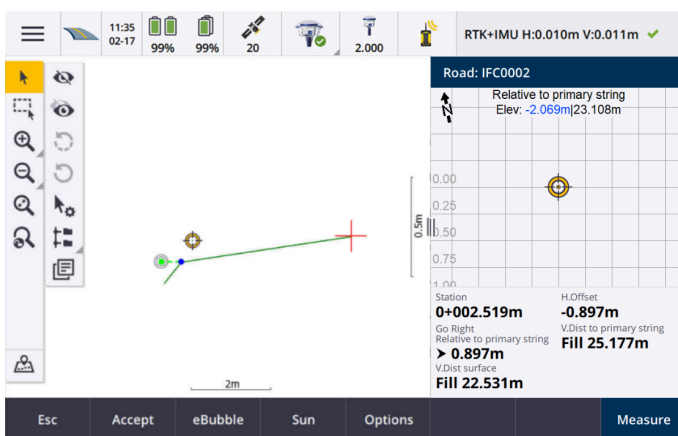 11:35
02-17
99%
99%
20
2.000
RTK+IMU H:0.010m V:0.011m
Road: IFC0002
Relative to primary string
Elev: -2.069m|23.108m
N
0.00
0.25
0.50
0.75
1.00
0.5m
2m
Station
0+002.519m
H.Offset
-0.897m
Go Right
Relative to primary string
0.897m
V.Dist to primary string
Fill 25.177m
V.Dist surface
Fill 22.531m
Esc
Accept
eBubble
Sun
Options
Measure